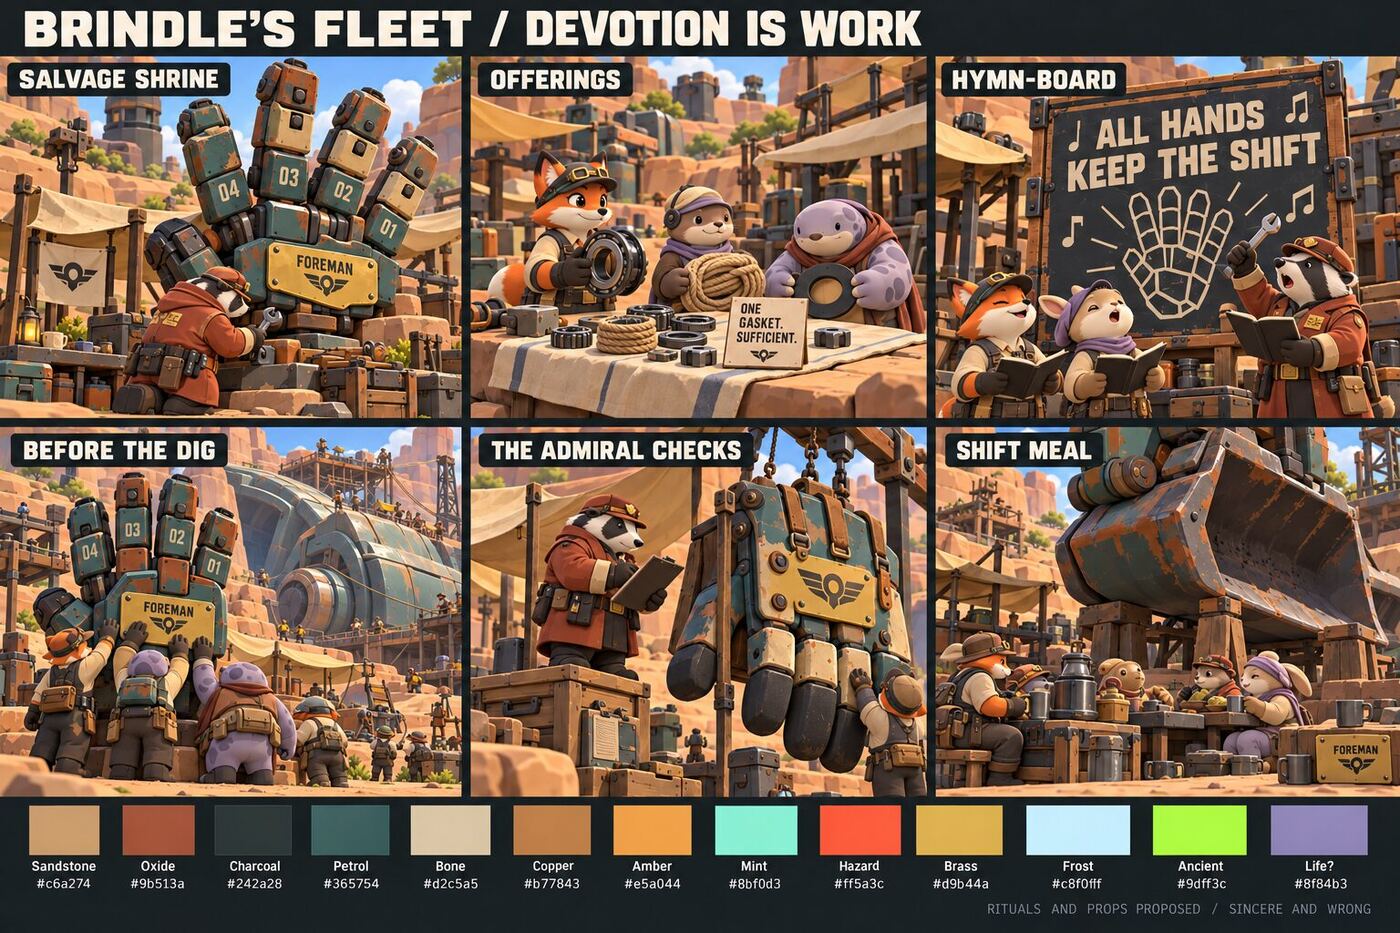 BRINDLE'S FLEET / DEVOTION IS WORK
SALVAGE SHRINE
04
03
02
01
FOREMAN
OFFERINGS
ONE
GASKET.
SUFFICIENT.
HYMN-BOARD
ALL HANDS
KEEP THE SHIFT
BEFORE THE DIG
04
03
02
01
FOREMAN
THE ADMIRAL CHECKS
SHIFT MEAL
FOREMAN
Sandstone
#c6a274
Oxide
#9b513a
Charcoal
#242a28
Petrol
#365754
Bone
#d2c5a5
Copper
#b77843
Amber
#e5a044
Mint
#8bf0d3
Hazard
#ff5a3c
Brass
#d9b44a
Frost
#c8f0ff
Ancient
#9dff3c
Life?
#8f84b3
RITUALS AND PROPS PROPOSED / SINCERE AND WRONG